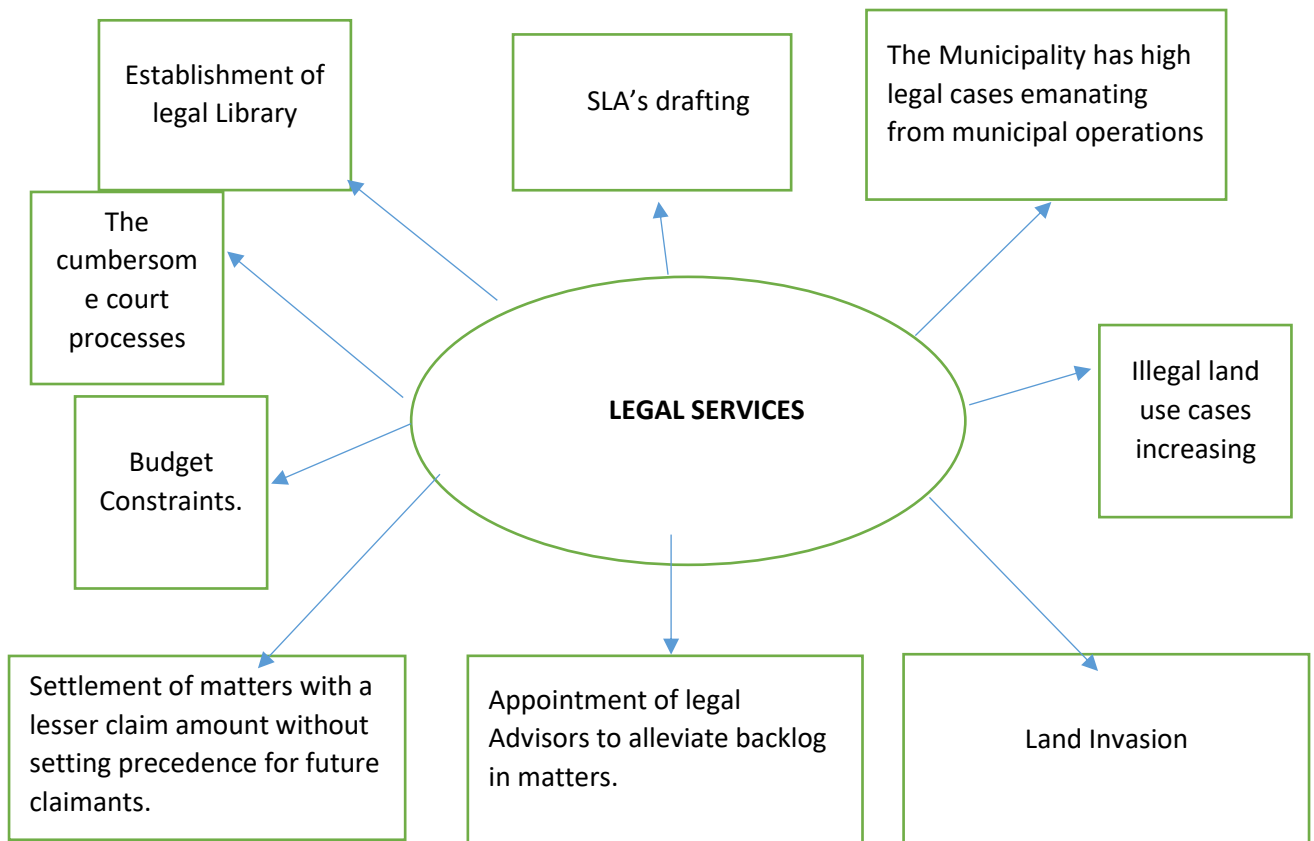 Establishment of
legal Library
SLA’s drafting
The Municipality has high
legal cases emanating
from municipal operations
The
cumbersom
e court
processes
LEGAL SERVICES
Illegal land
use cases
increasing
Budget
Constraints.
Settlement of matters with a
lesser claim amount without
setting precedence for future
claimants.
Appointment of legal
Advisors to alleviate backlog
in matters.
Land Invasion